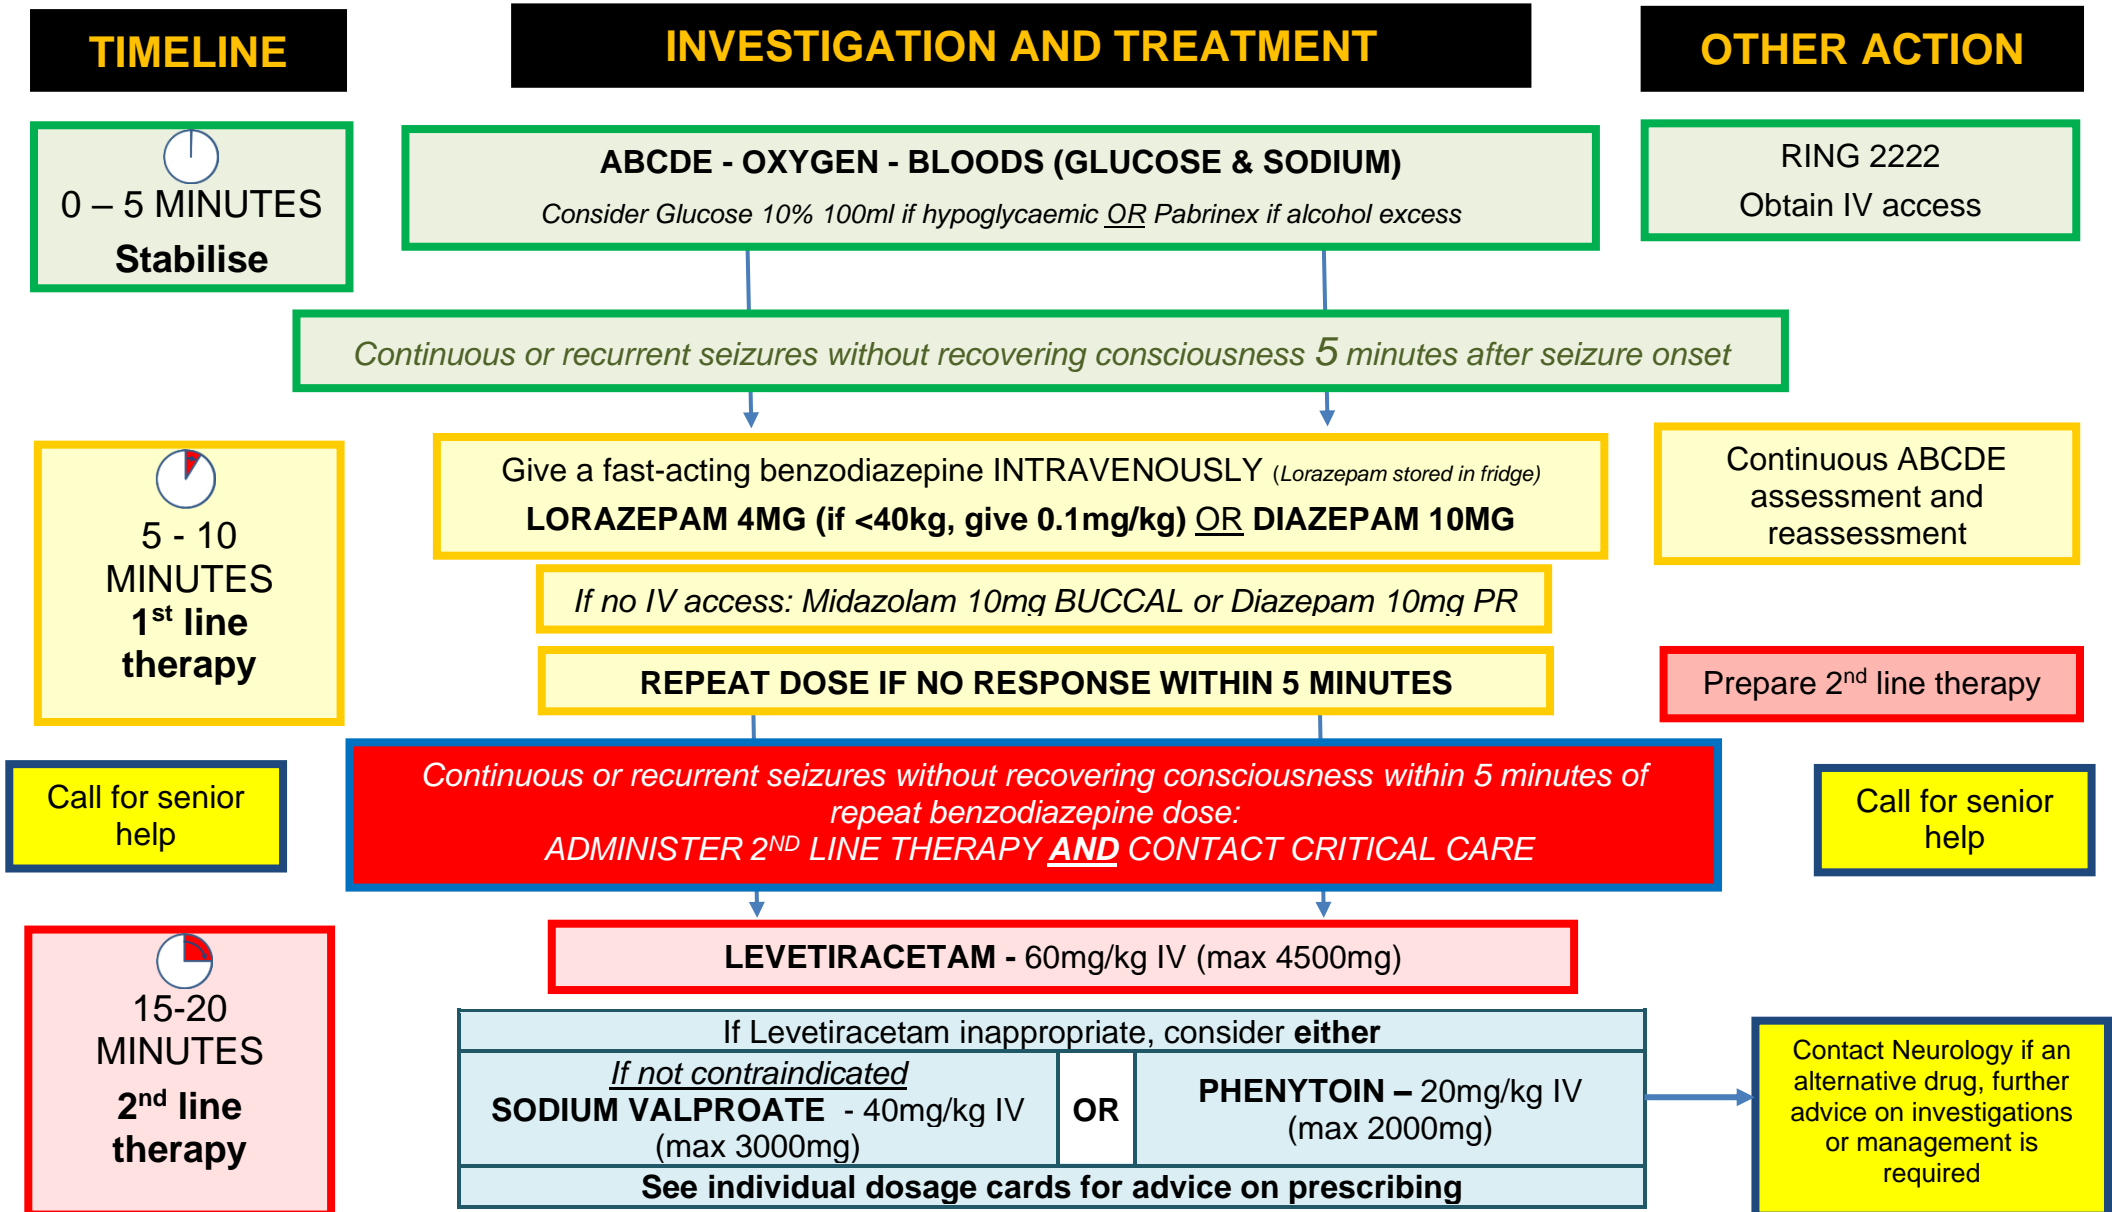 TIMELINE
INVESTIGATION AND TREATMENT
OTHER ACTION
0 – 5 MINUTES
Stabilise
ABCDE - OXYGEN - BLOODS (GLUCOSE & SODIUM)
Consider Glucose 10% 100ml if hypoglycaemic OR Pabrinex if alcohol excess
RING 2222
Obtain IV access
Continuous or recurrent seizures without recovering consciousness 5 minutes after seizure onset
5 - 10
MINUTES
1st line
therapy
Give a fast-acting benzodiazepine INTRAVENOUSLY (Lorazepam stored in fridge)
LORAZEPAM 4MG (if <40kg, give 0.1mg/kg) OR DIAZEPAM 10MG
If no IV access: Midazolam 10mg BUCCAL or Diazepam 10mg PR
REPEAT DOSE IF NO RESPONSE WITHIN 5 MINUTES
Continuous ABCDE
assessment and
reassessment
Prepare 2nd line therapy
Call for senior
help
Continuous or recurrent seizures without recovering consciousness within 5 minutes of
repeat benzodiazepine dose:
ADMINISTER 2ND LINE THERAPY AND CONTACT CRITICAL CARE
Call for senior
help
15-20
MINUTES
2nd line
therapy
LEVETIRACETAM - 60mg/kg IV (max 4500mg)
If Levetiracetam inappropriate, consider either
If not contraindicated
SODIUM VALPROATE - 40mg/kg IV
(max 3000mg)
OR
PHENYTOIN – 20mg/kg IV
(max 2000mg)
See individual dosage cards for advice on prescribing
Contact Neurology if an
alternative drug, further
advice on investigations
or management is
required